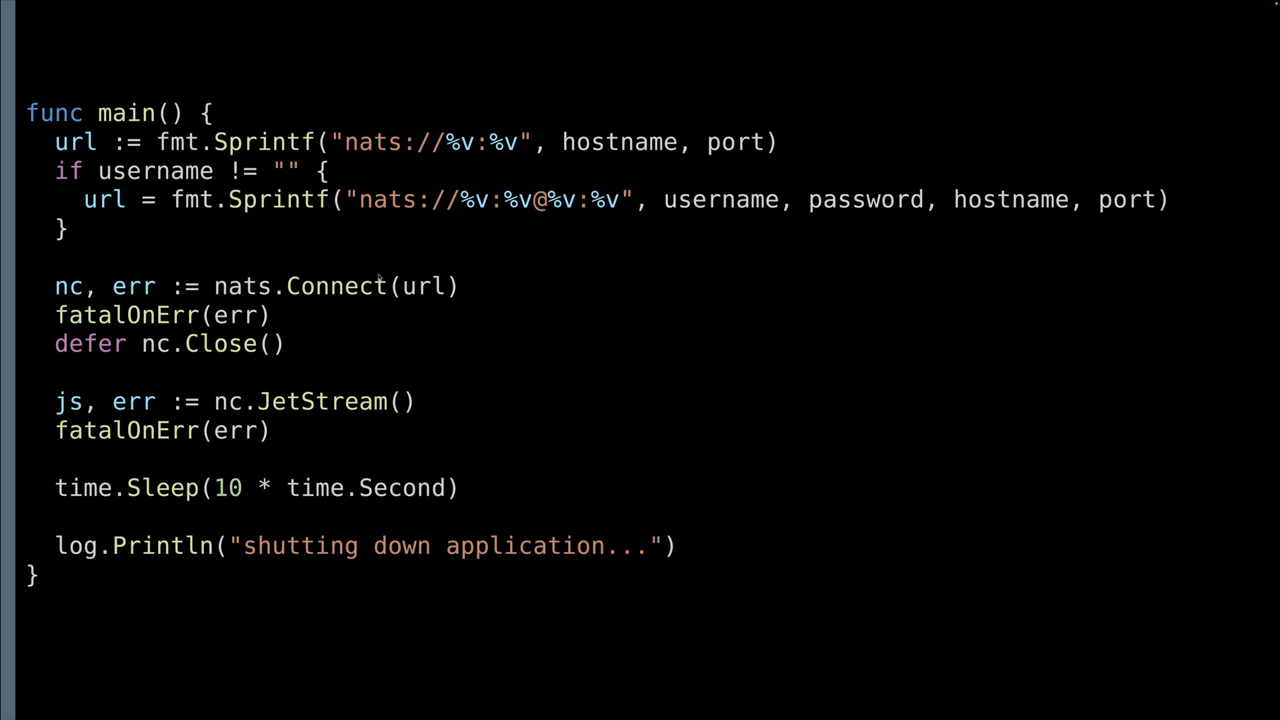 func main() {
  url := fmt.Sprintf("nats://%v:%v", hostname, port)
  if username != "" {
    url = fmt.Sprintf("nats://%v:%v@%v:%v", username, password, hostname, port)
  }
  nc, err := nats.Connect(url)
  fatalOnErr(err)
  defer nc.Close()
  js, err := nc.JetStream()
  fatalOnErr(err)
  time.Sleep(10 * time.Second)
  log.Println("shutting down application...")
}